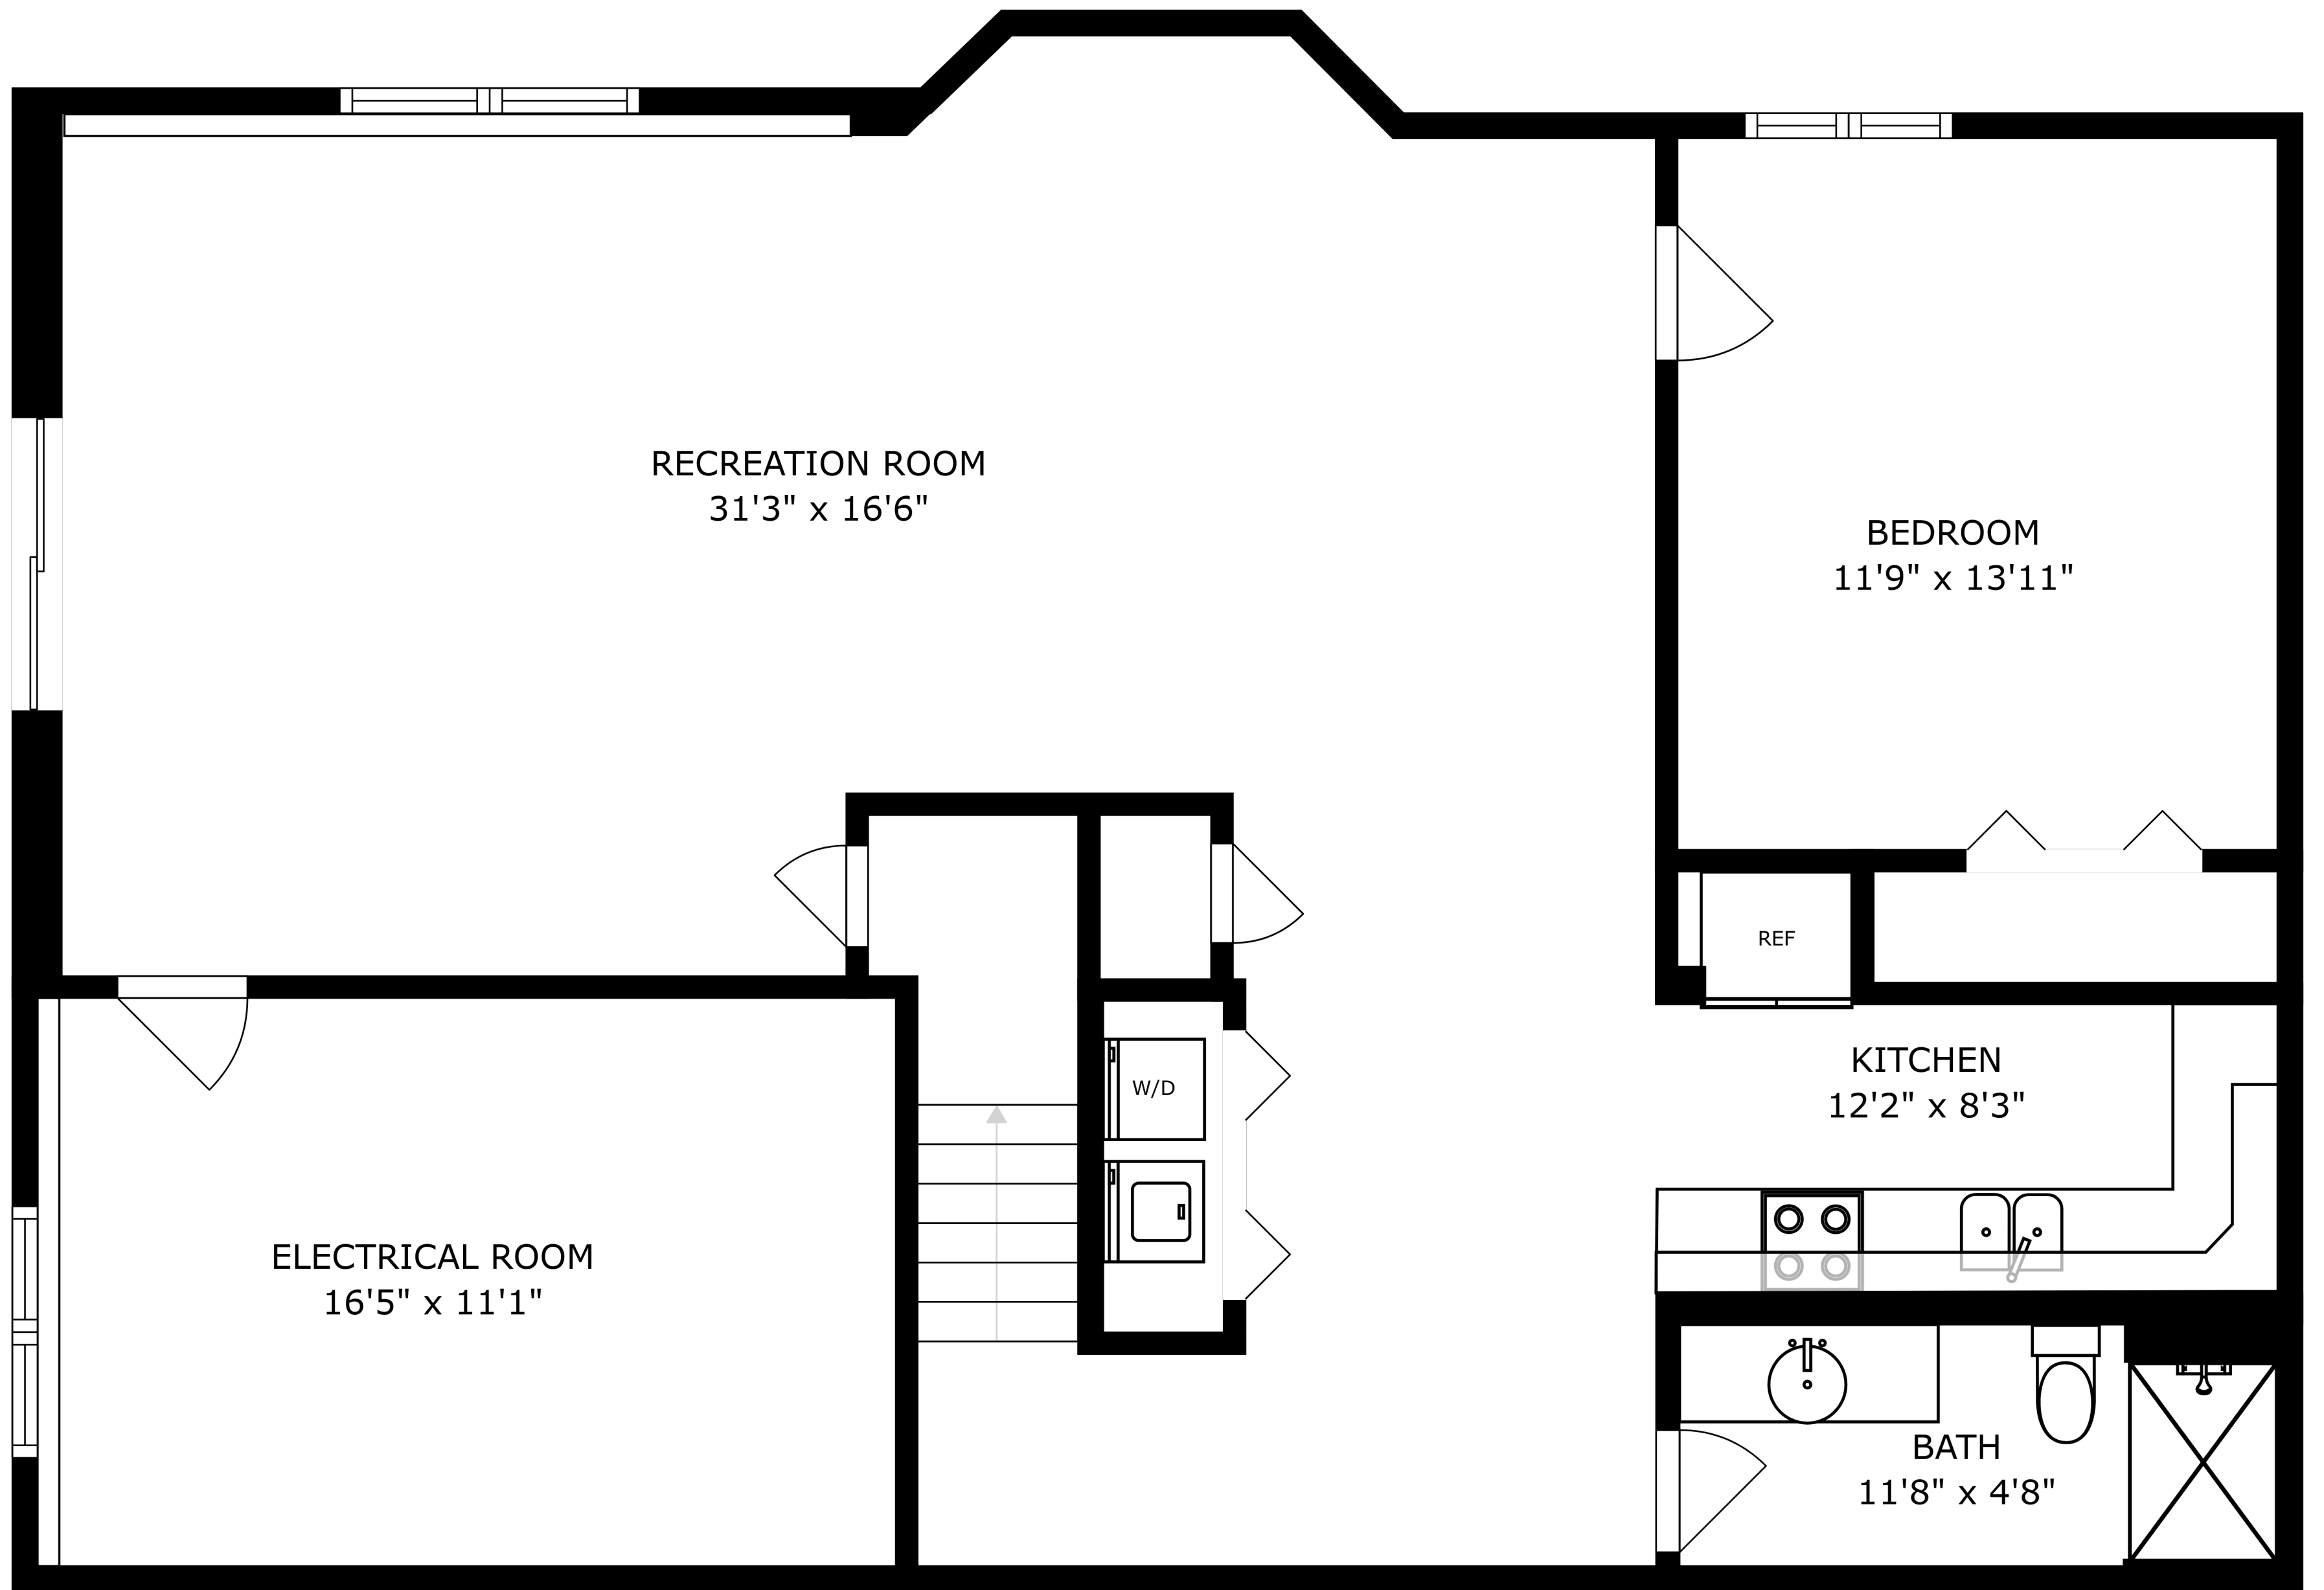 RECREATION ROOM
31'3" x 16'6"
BEDROOM
11'9" x 13'11"
REF
KITCHEN
12'2" x 8'3"
W/D
ELECTRICAL ROOM
16'5" x 11'1"
BATH
11'8" x 4'8"